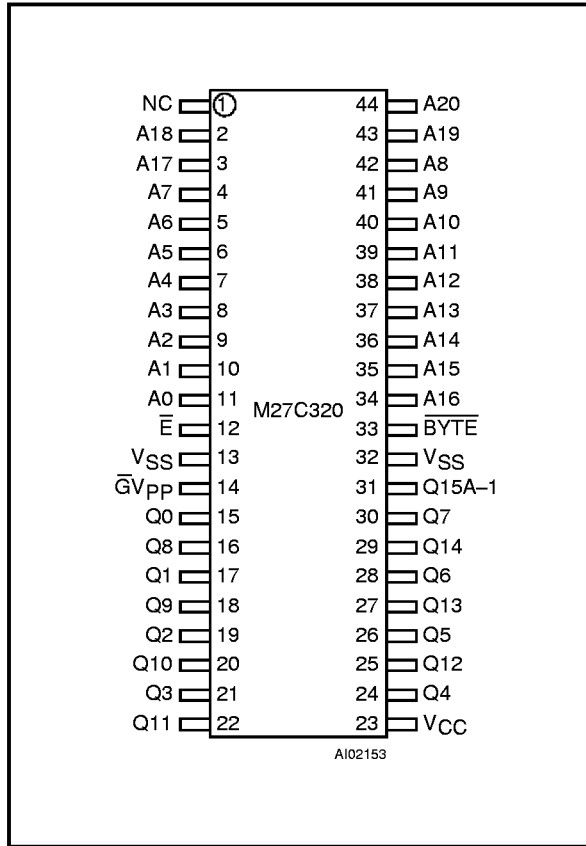 NC 1 44 A20
A18 2 43 A19
A17 3 42 A8
A7 4 41 A9
A6 5 40 A10
A5 6 39 A11
A4 7 38 A12
A3 8 37 A13
A2 9 36 A14
A1 10 35 A15
A0 11 34 A16
M27C320
E̅ 12 33 B̅Y̅T̅E̅
VSS 13 32 VSS
G̅VPP 14 31 Q15A–1
Q0 15 30 Q7
Q8 16 29 Q14
Q1 17 28 Q6
Q9 18 27 Q13
Q2 19 26 Q5
Q10 20 25 Q12
Q3 21 24 Q4
Q11 22 23 VCC
AI02153